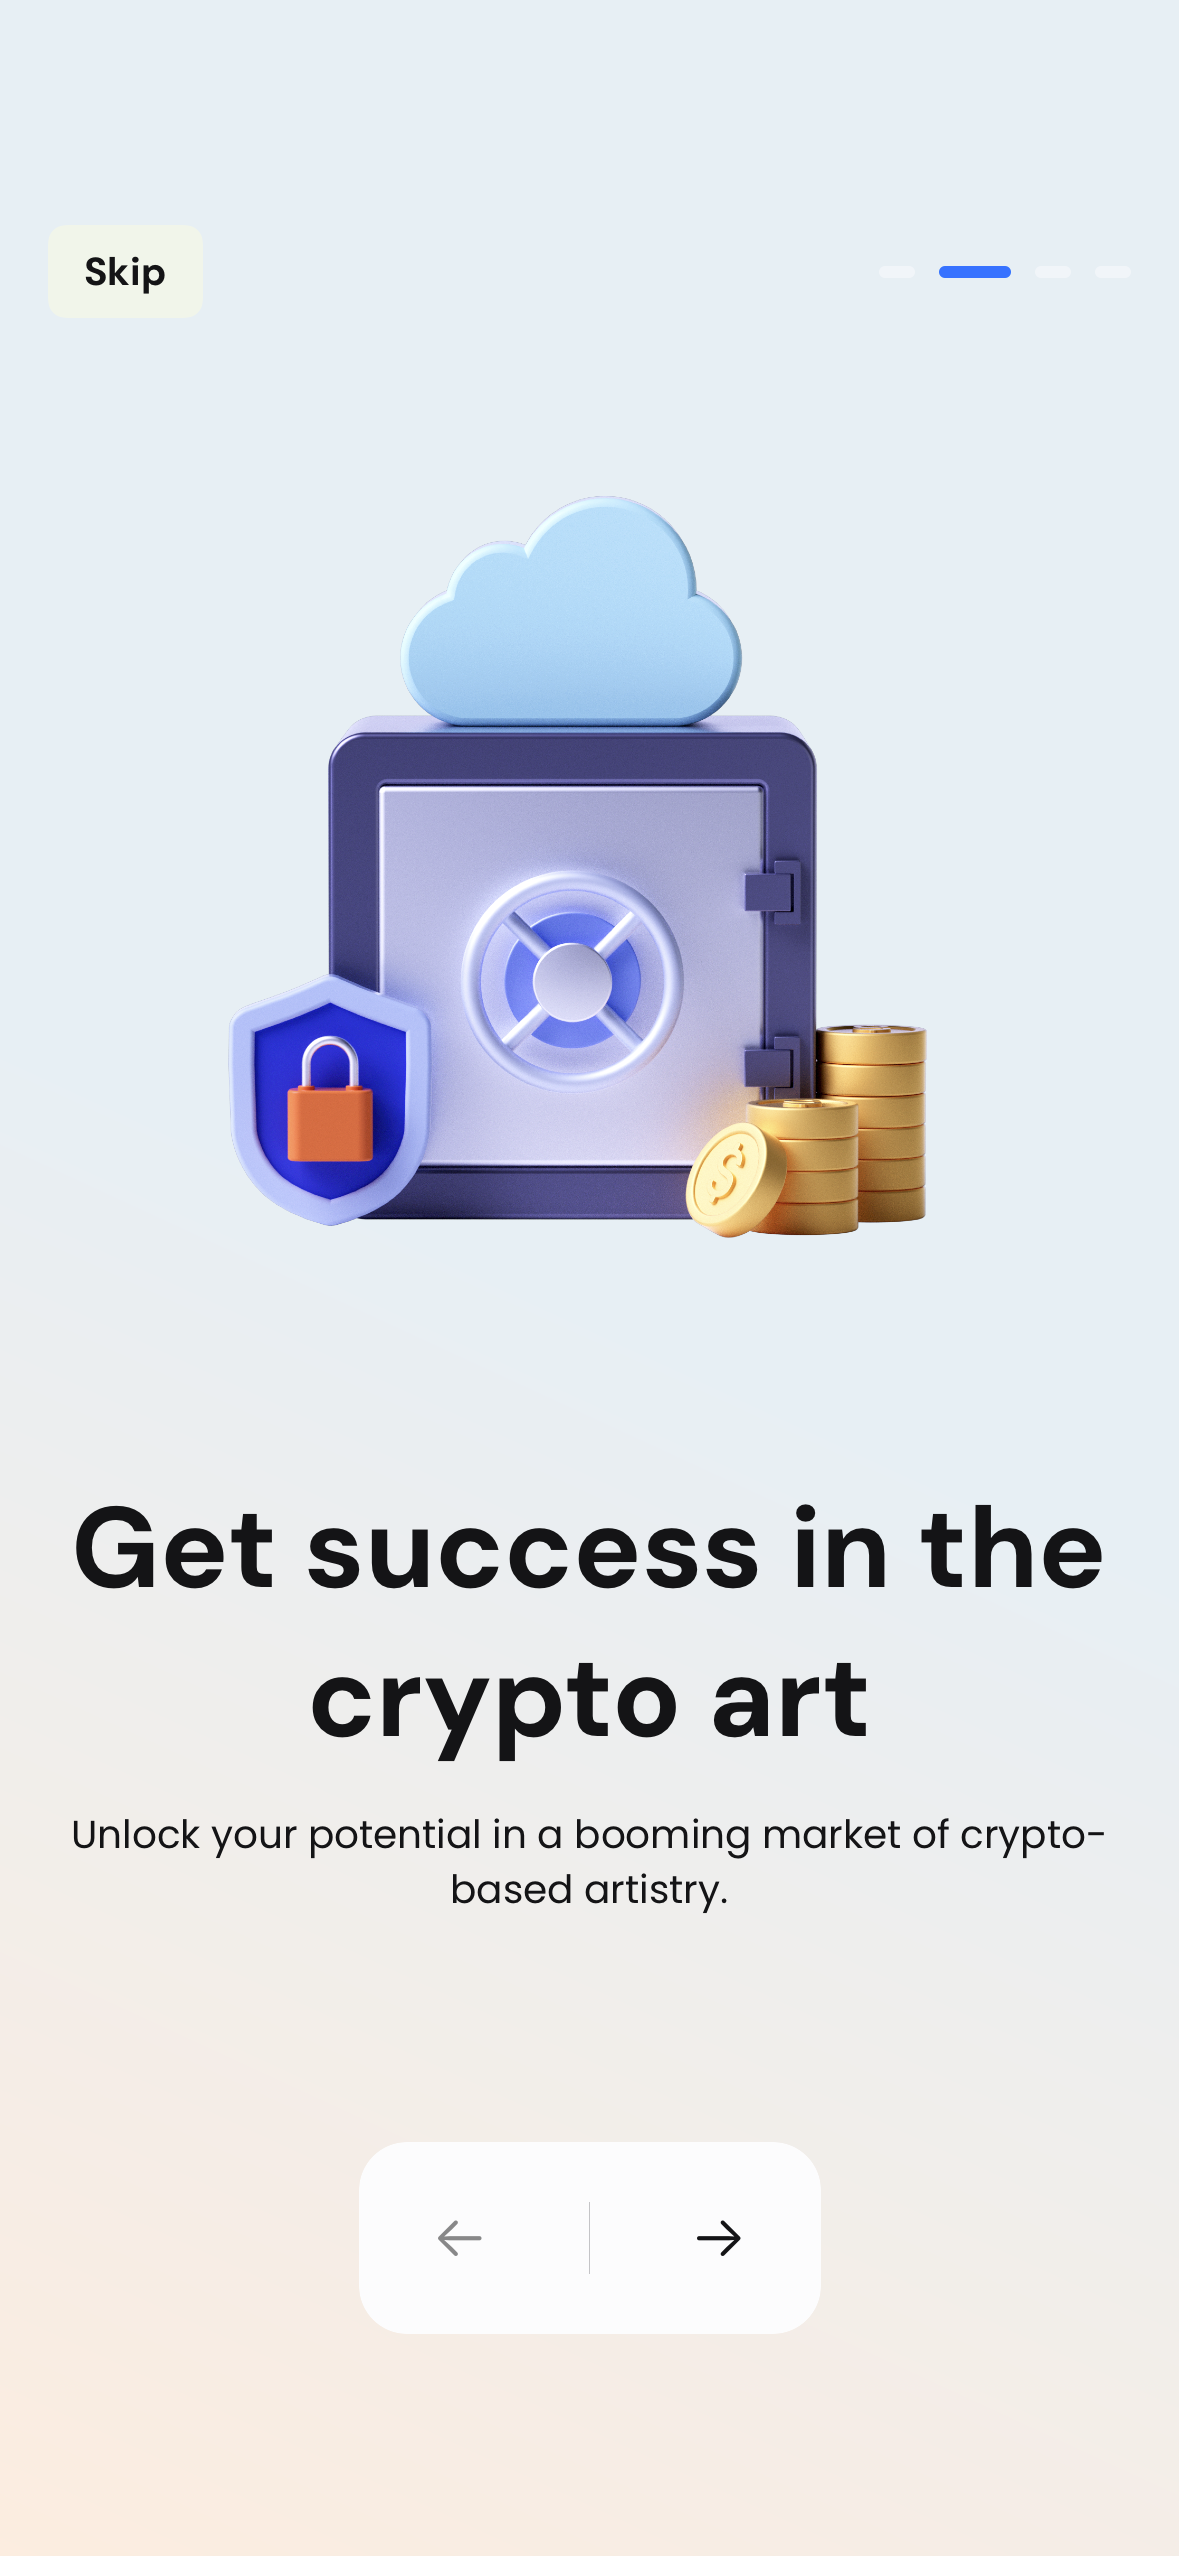 Skip
$
Get success in the
crypto art
Unlock your potential in a booming market of crypto-
based artistry.